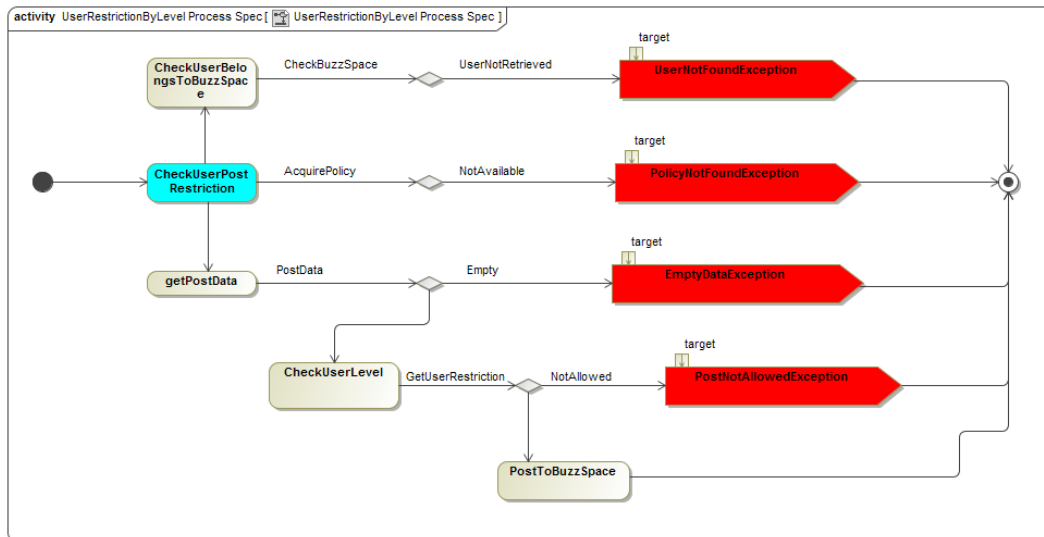 activity UserRestrictionByLevel Process Spec [ UserRestrictionByLevel Process Spec ]
target
CheckUserBelo
ngsToBuzzSpac
e
CheckBuzzSpace
UserNotRetrieved
UserNotFoundException
target
CheckUserPost
Restriction
AcquirePolicy
NotAvailable
PolicyNotFoundException
target
getPostData
PostData
Empty
EmptyDataException
target
CheckUserLevel
GetUserRestriction
NotAllowed
PostNotAllowedException
PostToBuzzSpace